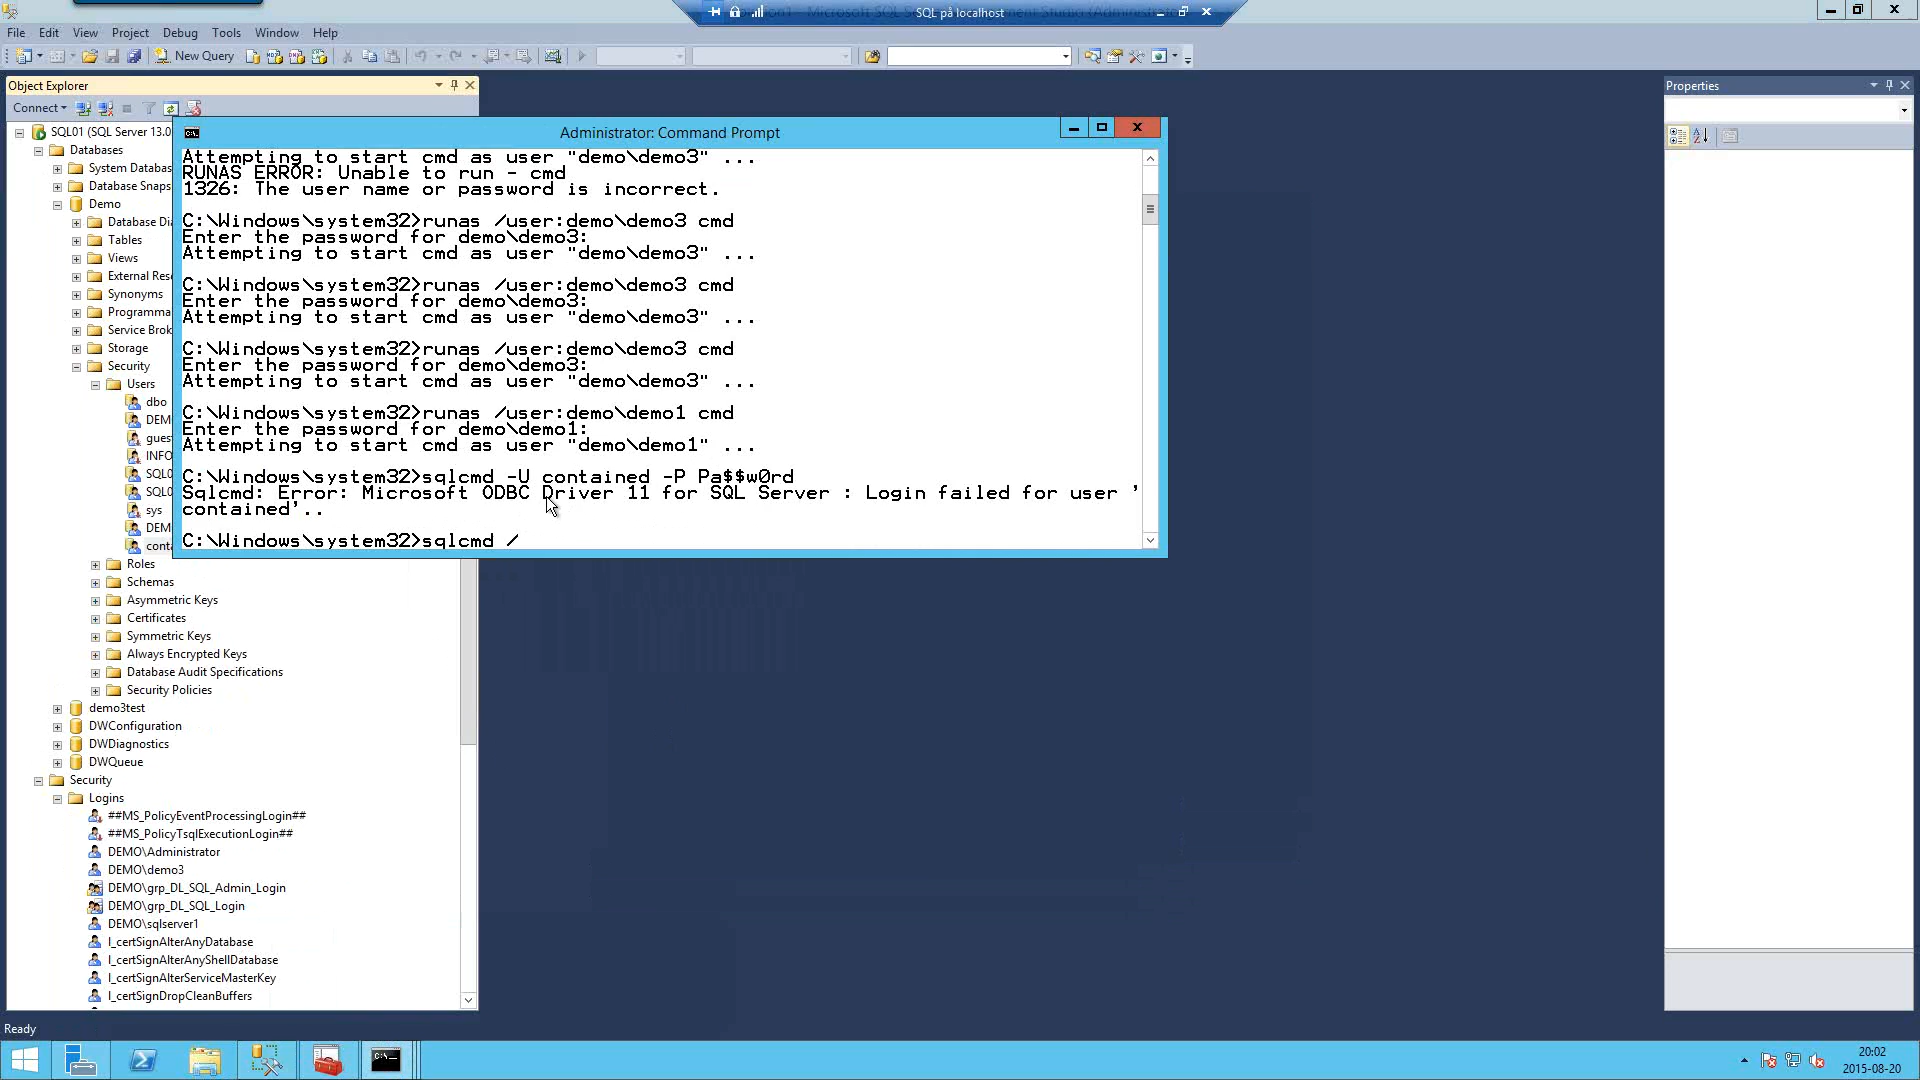 SQL på localhost
File Edit View Project Debug Tools Window Help
New Query
Object Explorer
Connect
SQL01 (SQL Server 13.0
Databases
System Databas
Database Snaps
Demo
Database Dia
Tables
Views
External Res
Synonyms
Programma
Service Brok
Storage
Security
Users
dbo
DEM
guest
INFO
SQL0
SQL0
sys
DEM
conta
Roles
Schemas
Asymmetric Keys
Certificates
Symmetric Keys
Always Encrypted Keys
Database Audit Specifications
Security Policies
demo3test
DWConfiguration
DWDiagnostics
DWQueue
Security
Logins
##MS_PolicyEventProcessingLogin##
##MS_PolicyTsqlExecutionLogin##
DEMO\Administrator
DEMO\demo3
DEMO\grp_DL_SQL_Admin_Login
DEMO\grp_DL_SQL_Login
DEMO\sqlserver1
l_certSignAlterAnyDatabase
l_certSignAlterAnyShellDatabase
l_certSignAlterServiceMasterKey
l_certSignDropCleanBuffers
Administrator: Command Prompt
Attempting to start cmd as user "demo\demo3" ...
RUNAS ERROR: Unable to run - cmd
1326: The user name or password is incorrect.
C:\Windows\system32>runas /user:demo\demo3 cmd
Enter the password for demo\demo3:
Attempting to start cmd as user "demo\demo3" ...
C:\Windows\system32>runas /user:demo\demo3 cmd
Enter the password for demo\demo3:
Attempting to start cmd as user "demo\demo3" ...
C:\Windows\system32>runas /user:demo\demo3 cmd
Enter the password for demo\demo3:
Attempting to start cmd as user "demo\demo3" ...
C:\Windows\system32>runas /user:demo\demo1 cmd
Enter the password for demo\demo1:
Attempting to start cmd as user "demo\demo1" ...
C:\Windows\system32>sqlcmd -U contained -P Pa$$w0rd
Sqlcmd: Error: Microsoft ODBC Driver 11 for SQL Server : Login failed for user '
contained'..
C:\Windows\system32>sqlcmd /
Properties
Ready
20:02
2015-08-20